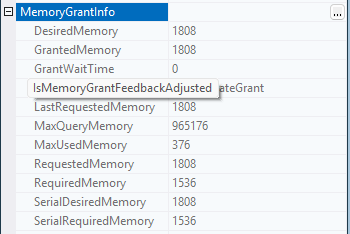 MemoryGrantInfo ...
DesiredMemory 1808
GrantedMemory 1808
GrantWaitTime 0
IsMemoryGrantFeedbackAdjusted ateGrant
LastRequestedMemory 1808
MaxQueryMemory 965176
MaxUsedMemory 376
RequestedMemory 1808
RequiredMemory 1536
SerialDesiredMemory 1808
SerialRequiredMemory 1536